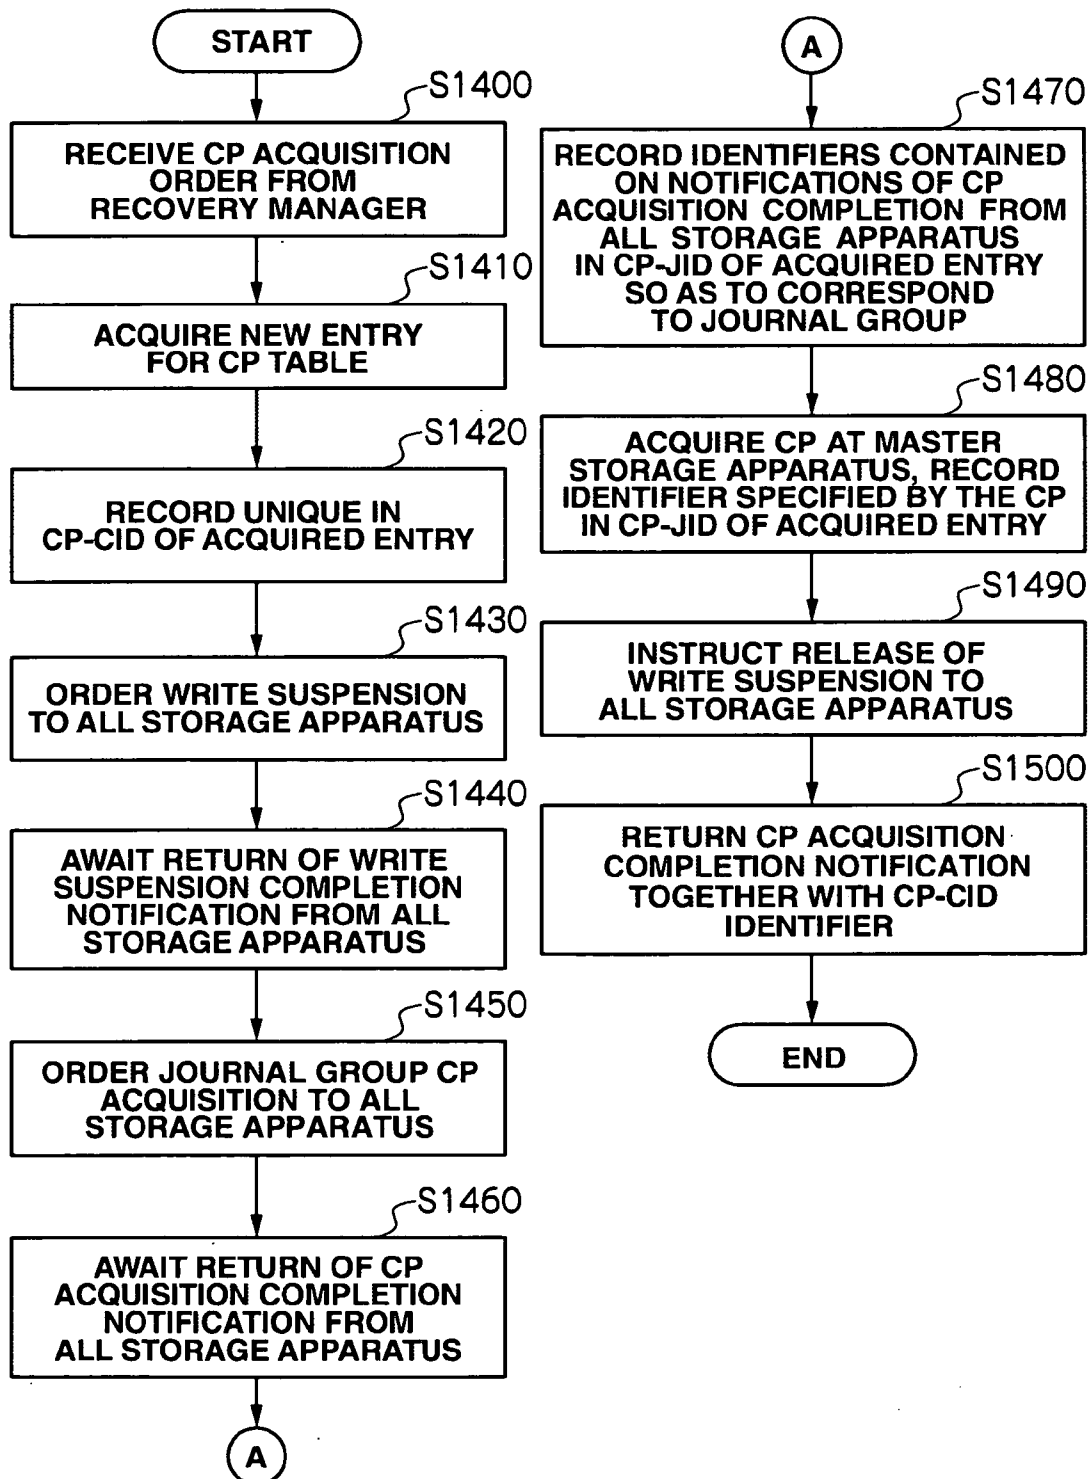 START
S1400
RECEIVE CP ACQUISITION
ORDER FROM
RECOVERY MANAGER
S1410
ACQUIRE NEW ENTRY
FOR CP TABLE
S1420
RECORD UNIQUE IN
CP-CID OF ACQUIRED ENTRY
S1430
ORDER WRITE SUSPENSION
TO ALL STORAGE APPARATUS
S1440
AWAIT RETURN OF WRITE
SUSPENSION COMPLETION
NOTIFICATION FROM ALL
STORAGE APPARATUS
S1450
ORDER JOURNAL GROUP CP
ACQUISITION TO ALL
STORAGE APPARATUS
S1460
AWAIT RETURN OF CP
ACQUISITION COMPLETION
NOTIFICATION FROM
ALL STORAGE APPARATUS
A
A
S1470
RECORD IDENTIFIERS CONTAINED
ON NOTIFICATIONS OF CP
ACQUISITION COMPLETION FROM
ALL STORAGE APPARATUS
IN CP-JID OF ACQUIRED ENTRY
SO AS TO CORRESPOND
TO JOURNAL GROUP
S1480
ACQUIRE CP AT MASTER
STORAGE APPARATUS, RECORD
IDENTIFIER SPECIFIED BY THE CP
IN CP-JID OF ACQUIRED ENTRY
S1490
INSTRUCT RELEASE OF
WRITE SUSPENSION TO
ALL STORAGE APPARATUS
S1500
RETURN CP ACQUISITION
COMPLETION NOTIFICATION
TOGETHER WITH CP-CID
IDENTIFIER
END